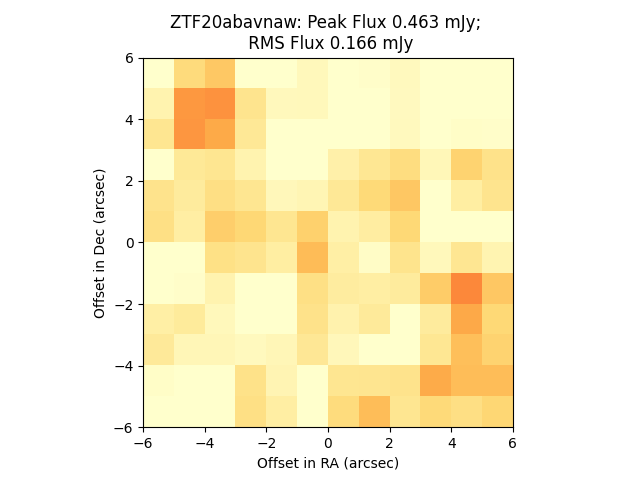 ZTF20abavnaw: Peak Flux 0.463 mJy;
RMS Flux 0.166 mJy
6
4
2
0
−2
−4
−6
Offset in Dec (arcsec)
−6 −4 −2 0 2 4 6
Offset in RA (arcsec)